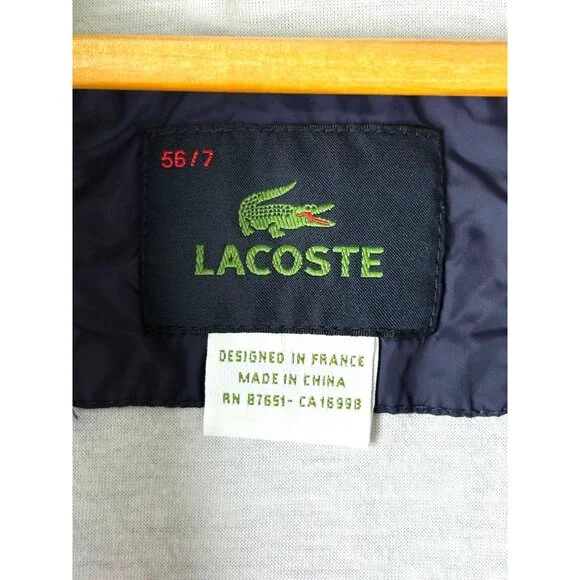 56/7
LACOSTE
DESIGNED IN FRANCE
MADE IN CHINA
RN 87651- CA16998